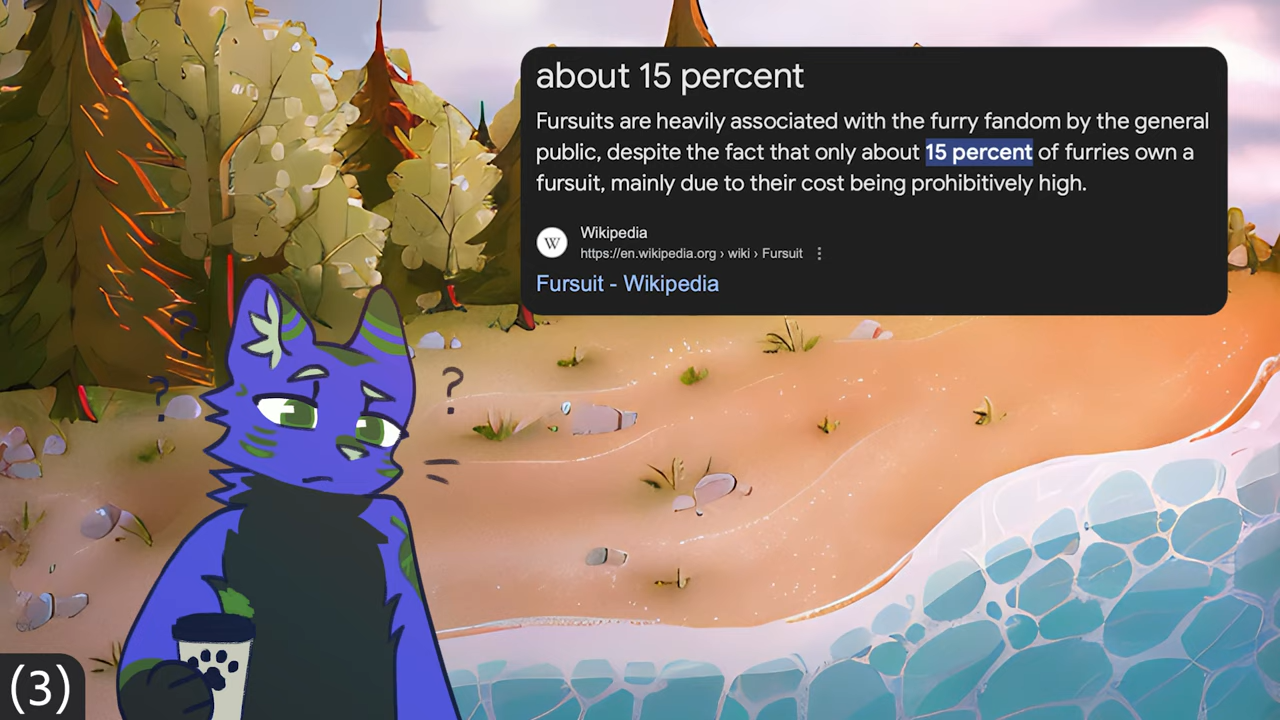 about 15 percent
Fursuits are heavily associated with the furry fandom by the general
public, despite the fact that only about 15 percent of furries own a
fursuit, mainly due to their cost being prohibitively high.
W
Wikipedia
https://en.wikipedia.org › wiki › Fursuit
Fursuit - Wikipedia
?
?
?
(3)